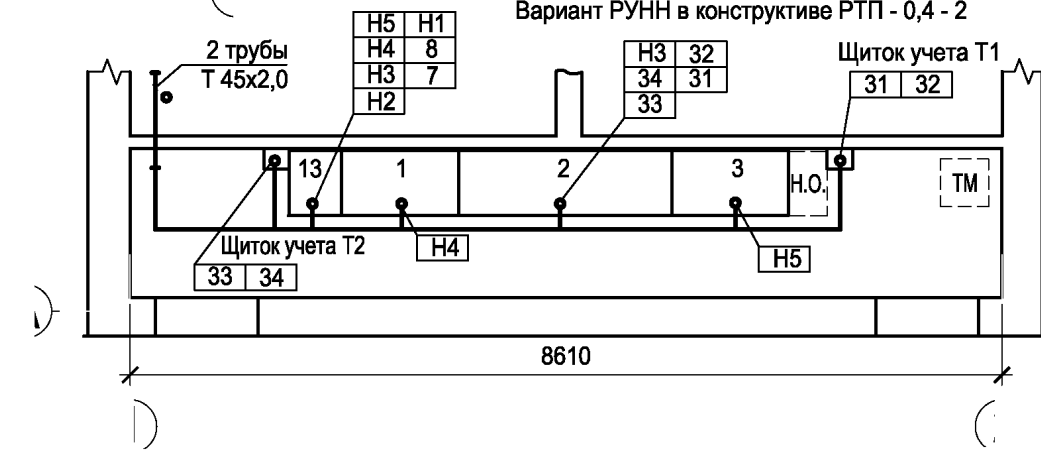 Вариант РУНН в конструктиве РТП - 0,4 - 2
Н5 Н1
Н4 8
Н3 7
Н2
2 трубы
Т 45х2,0
Н3 32
34 31
33
Щиток учета Т1
31 32
13 1 2 3
Н.О.
ТМ
Щиток учета Т2
33 34
Н4
Н5
8610